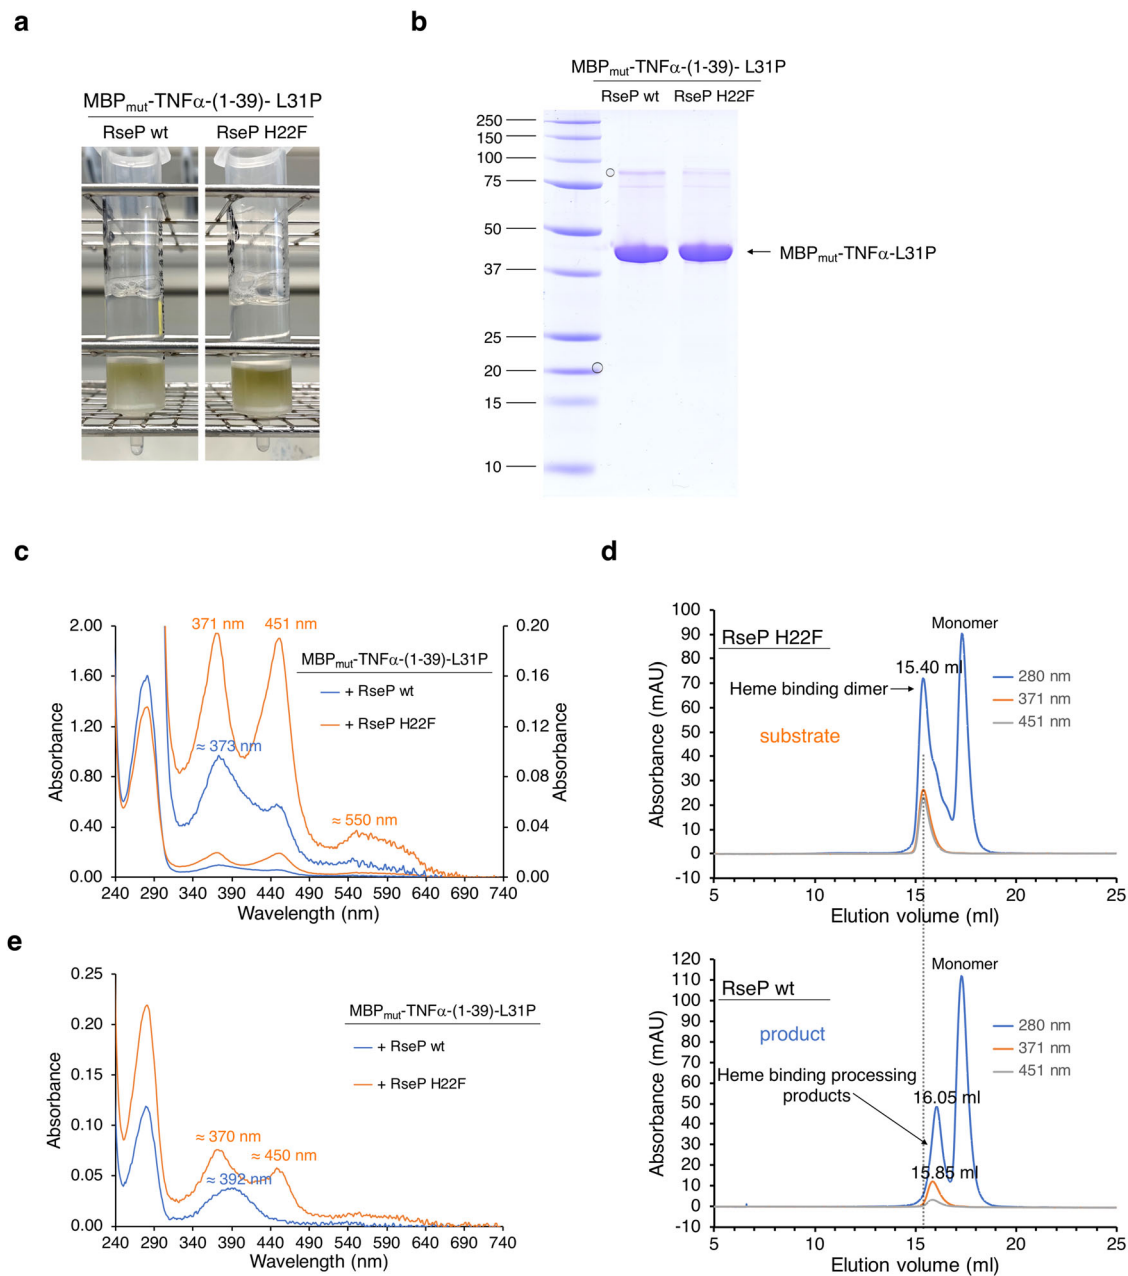 a
MBPmut-TNFα-(1-39)- L31P
RseP wt RseP H22F
b
MBPmut-TNFα-(1-39)- L31P
RseP wt RseP H22F
250
150
100
75
50
37
25
20
15
10
MBPmut-TNFα-L31P
c
2.00
1.60
1.20
0.80
0.40
0.00
Absorbance
371 nm 451 nm
MBPmut-TNFα-(1-39)-L31P
+ RseP wt
+ RseP H22F
≈ 373 nm
≈ 550 nm
0.20
0.16
0.12
0.08
0.04
0.00
Absorbance
240 290 340 390 440 490 540 590 640 690 740
Wavelength (nm)
d
100
90
80
70
60
50
40
30
20
10
0
-10
Absorbance (mAU)
RseP H22F
Monomer
15.40 ml
Heme binding dimer
substrate
280 nm
371 nm
451 nm
5 10 15 20 25
Elution volume (ml)
120
110
100
90
80
70
60
50
40
30
20
10
0
-10
Absorbance (mAU)
RseP wt
Monomer
product
280 nm
371 nm
451 nm
Heme binding processing
products
16.05 ml
15.85 ml
5 10 15 20 25
Elution volume (ml)
e
0.25
0.20
0.15
0.10
0.05
0.00
Absorbance
MBPmut-TNFα-(1-39)-L31P
+ RseP wt
+ RseP H22F
≈ 370 nm
≈ 450 nm
≈ 392 nm
240 290 340 390 440 490 540 590 640 690 740
Wavelength (nm)